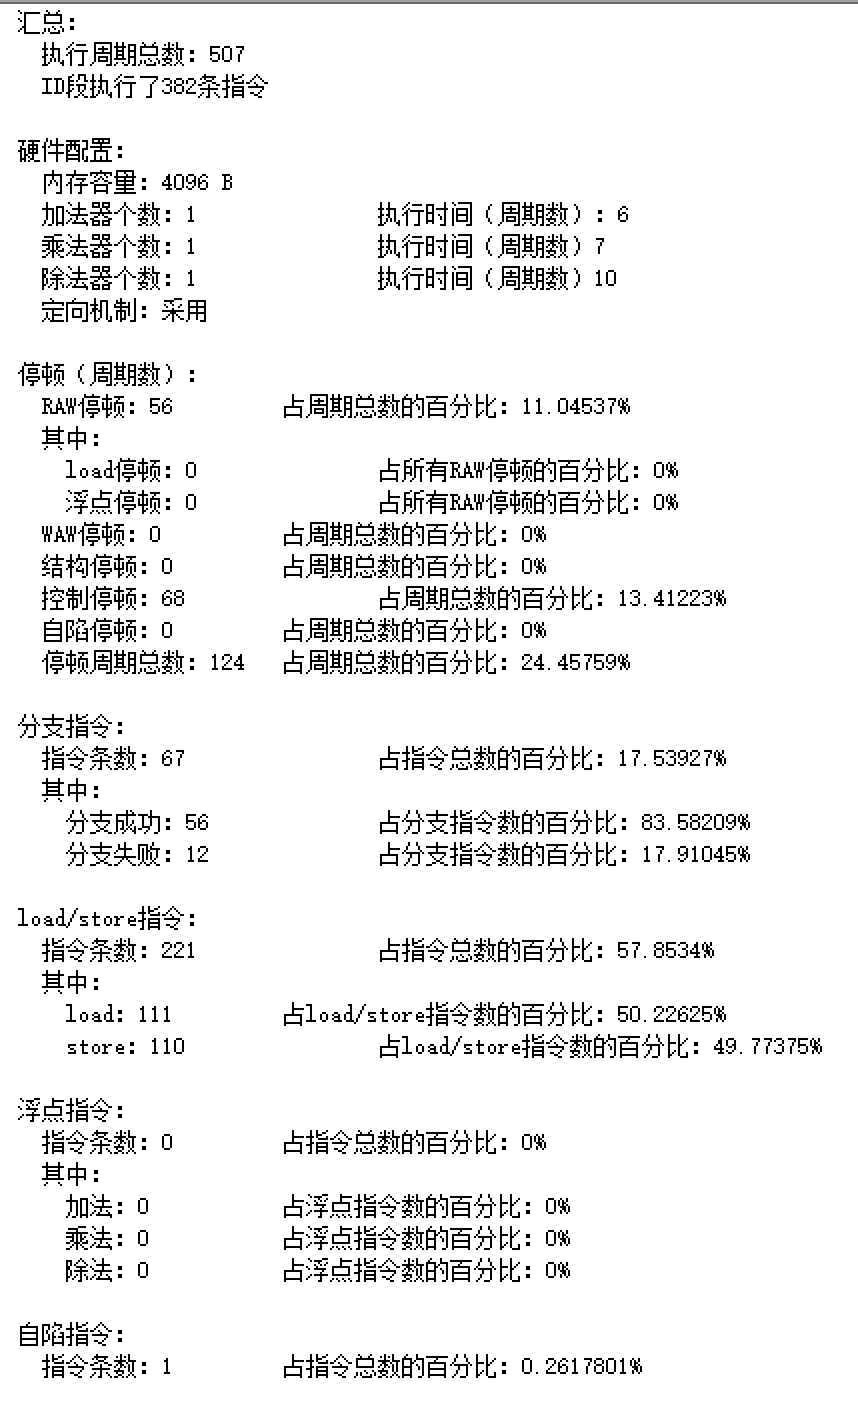 汇总：
执行周期总数：507
ID段执行了382条指令
硬件配置：
内存容量：4096 B
加法器个数：1 执行时间（周期数）：6
乘法器个数：1 执行时间（周期数）7
除法器个数：1 执行时间（周期数）10
定向机制：采用
停顿（周期数）：
RAW停顿：56 占周期总数的百分比：11.04537%
其中：
load停顿：0 占所有RAW停顿的百分比：0%
浮点停顿：0 占所有RAW停顿的百分比：0%
WAW停顿：0 占周期总数的百分比：0%
结构停顿：0 占周期总数的百分比：0%
控制停顿：68 占周期总数的百分比：13.41223%
自陷停顿：0 占周期总数的百分比：0%
停顿周期总数：124 占周期总数的百分比：24.45759%
分支指令：
指令条数：67 占指令总数的百分比：17.53927%
其中：
分支成功：56 占分支指令数的百分比：83.58209%
分支失败：12 占分支指令数的百分比：17.91045%
load/store指令：
指令条数：221 占指令总数的百分比：57.8534%
其中：
load：111 占load/store指令数的百分比：50.22625%
store：110 占load/store指令数的百分比：49.77375%
浮点指令：
指令条数：0 占指令总数的百分比：0%
其中：
加法：0 占浮点指令数的百分比：0%
乘法：0 占浮点指令数的百分比：0%
除法：0 占浮点指令数的百分比：0%
自陷指令：
指令条数：1 占指令总数的百分比：0.2617801%